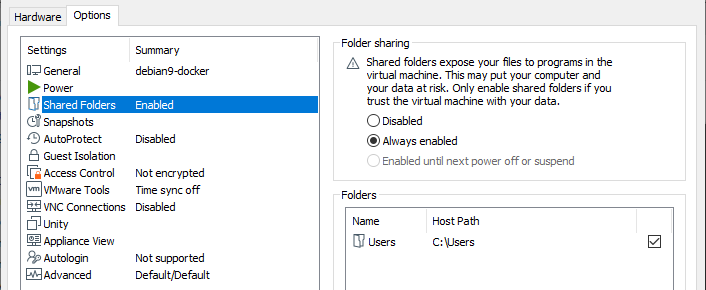 Hardware Options
Settings Summary
General debian9-docker
Power
Shared Folders Enabled
Snapshots
AutoProtect Disabled
Guest Isolation
Access Control Not encrypted
vm VMware Tools Time sync off
VNC Connections Disabled
Unity
Appliance View
Autologin Not supported
Advanced Default/Default
Folder sharing
Shared folders expose your files to programs in the
virtual machine. This may put your computer and
your data at risk. Only enable shared folders if you
trust the virtual machine with your data.
Disabled
Always enabled
Enabled until next power off or suspend
Folders
Name Host Path
Users C:\Users